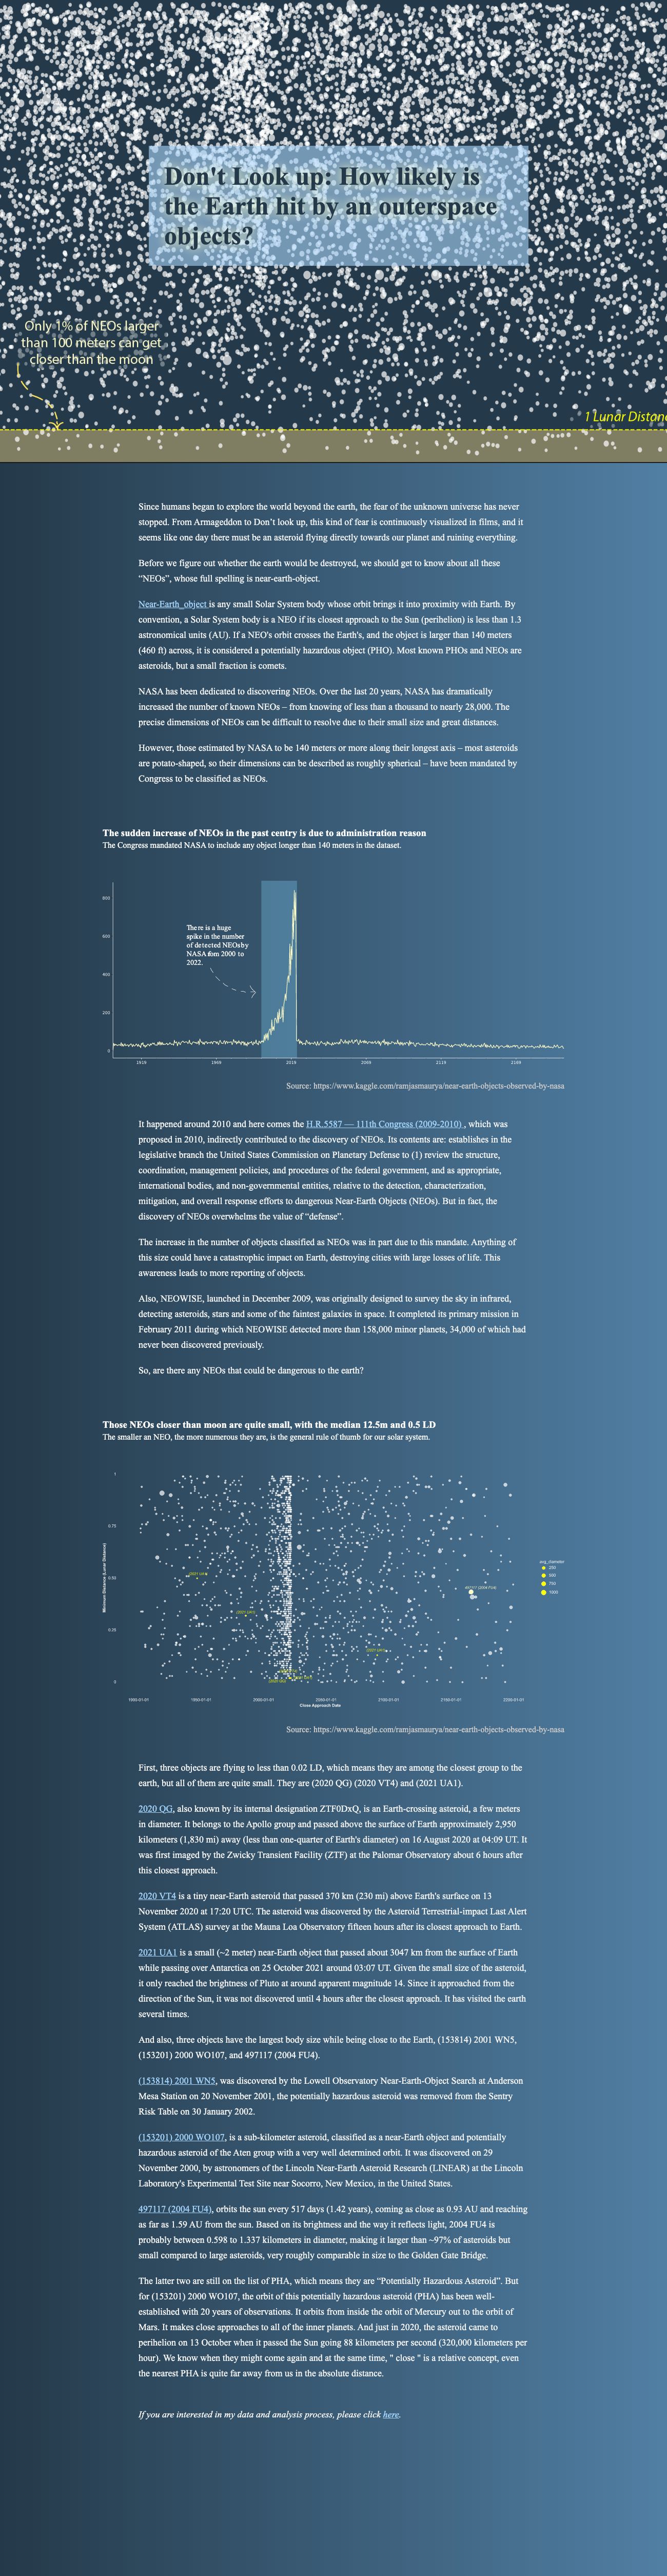 Don't Look up: How likely is
the Earth hit by an outerspace
objects?
Only 1% of NEOs larger
than 100 meters can get
closer than the moon
1 Lunar Distanc
Since humans began to explore the world beyond the earth, the fear of the unknown universe has never
stopped. From Armageddon to Don’t look up, this kind of fear is continuously visualized in films, and it
seems like one day there must be an asteroid flying directly towards our planet and ruining everything.
Before we figure out whether the earth would be destroyed, we should get to know about all these
“NEOs”, whose full spelling is near-earth-object.
Near-Earth_object is any small Solar System body whose orbit brings it into proximity with Earth. By
convention, a Solar System body is a NEO if its closest approach to the Sun (perihelion) is less than 1.3
astronomical units (AU). If a NEO's orbit crosses the Earth's, and the object is larger than 140 meters
(460 ft) across, it is considered a potentially hazardous object (PHO). Most known PHOs and NEOs are
asteroids, but a small fraction is comets.
NASA has been dedicated to discovering NEOs. Over the last 20 years, NASA has dramatically
increased the number of known NEOs – from knowing of less than a thousand to nearly 28,000. The
precise dimensions of NEOs can be difficult to resolve due to their small size and great distances.
However, those estimated by NASA to be 140 meters or more along their longest axis – most asteroids
are potato-shaped, so their dimensions can be described as roughly spherical – have been mandated by
Congress to be classified as NEOs.
The sudden increase of NEOs in the past centry is due to administration reason
The Congress mandated NASA to include any object longer than 140 meters in the dataset.
800
600
400
200
0
There is a huge
spike in the number
of detected NEOs by
NASA from 2000 to
2022.
1919 1969 2019 2069 2119 2169
Source: https://www.kaggle.com/ramjasmaurya/near-earth-objects-observed-by-nasa
It happened around 2010 and here comes the H.R.5587 — 111th Congress (2009-2010) , which was
proposed in 2010, indirectly contributed to the discovery of NEOs. Its contents are: establishes in the
legislative branch the United States Commission on Planetary Defense to (1) review the structure,
coordination, management policies, and procedures of the federal government, and as appropriate,
international bodies, and non-governmental entities, relative to the detection, characterization,
mitigation, and overall response efforts to dangerous Near-Earth Objects (NEOs). But in fact, the
discovery of NEOs overwhelms the value of “defense”.
The increase in the number of objects classified as NEOs was in part due to this mandate. Anything of
this size could have a catastrophic impact on Earth, destroying cities with large losses of life. This
awareness leads to more reporting of objects.
Also, NEOWISE, launched in December 2009, was originally designed to survey the sky in infrared,
detecting asteroids, stars and some of the faintest galaxies in space. It completed its primary mission in
February 2011 during which NEOWISE detected more than 158,000 minor planets, 34,000 of which had
never been discovered previously.
So, are there any NEOs that could be dangerous to the earth?
Those NEOs closer than moon are quite small, with the median 12.5m and 0.5 LD
The smaller an NEO, the more numerous they are, is the general rule of thumb for our solar system.
Minimum Distance (Lunar Distance)
1
0.75
0.50
0.25
0
avg_diameter
250
500
750
1000
Close Approach Date
Source: https://www.kaggle.com/ramjasmaurya/near-earth-objects-observed-by-nasa
First, three objects are flying to less than 0.02 LD, which means they are among the closest group to the
earth, but all of them are quite small. They are (2020 QG) (2020 VT4) and (2021 UA1).
2020 QG, also known by its internal designation ZTF0DxQ, is an Earth-crossing asteroid, a few meters
in diameter. It belongs to the Apollo group and passed above the surface of Earth approximately 2,950
kilometers (1,830 mi) away (less than one-quarter of Earth's diameter) on 16 August 2020 at 04:09 UT. It
was first imaged by the Zwicky Transient Facility (ZTF) at the Palomar Observatory about 6 hours after
this closest approach.
2020 VT4 is a tiny near-Earth asteroid that passed 370 km (230 mi) above Earth's surface on 13
November 2020 at 17:20 UTC. The asteroid was discovered by the Asteroid Terrestrial-impact Last Alert
System (ATLAS) survey at the Mauna Loa Observatory fifteen hours after its closest approach to Earth.
2021 UA1 is a small (~2 meter) near-Earth object that passed about 3047 km from the surface of Earth
while passing over Antarctica on 25 October 2021 around 03:07 UT. Given the small size of the asteroid,
it only reached the brightness of Pluto at around apparent magnitude 14. Since it approached from the
direction of the Sun, it was not discovered until 4 hours after the closest approach. It has visited the earth
several times.
And also, three objects have the largest body size while being close to the Earth, (153814) 2001 WN5,
(153201) 2000 WO107, and 497117 (2004 FU4).
(153814) 2001 WN5, was discovered by the Lowell Observatory Near-Earth-Object Search at Anderson
Mesa Station on 20 November 2001, the potentially hazardous asteroid was removed from the Sentry
Risk Table on 30 January 2002.
(153201) 2000 WO107, is a sub-kilometer asteroid, classified as a near-Earth object and potentially
hazardous asteroid of the Aten group with a very well determined orbit. It was discovered on 29
November 2000, by astronomers of the Lincoln Near-Earth Asteroid Research (LINEAR) at the Lincoln
Laboratory's Experimental Test Site near Socorro, New Mexico, in the United States.
497117 (2004 FU4), orbits the sun every 517 days (1.42 years), coming as close as 0.93 AU and reaching
as far as 1.59 AU from the sun. Based on its brightness and the way it reflects light, 2004 FU4 is
probably between 0.598 to 1.337 kilometers in diameter, making it larger than ~97% of asteroids but
small compared to large asteroids, very roughly comparable in size to the Golden Gate Bridge.
The latter two are still on the list of PHA, which means they are “Potentially Hazardous Asteroid”. But
for (153201) 2000 WO107, the orbit of this potentially hazardous asteroid (PHA) has been well-
established with 20 years of observations. It orbits from inside the orbit of Mercury out to the orbit of
Mars. It makes close approaches to all of the inner planets. And just in 2020, the asteroid came to
perihelion on 13 October when it passed the Sun going 88 kilometers per second (320,000 kilometers per
hour). We know when they might come again and at the same time, " close " is a relative concept, even
the nearest PHA is quite far away from us in the absolute distance.
If you are interested in my data and analysis process, please click here.